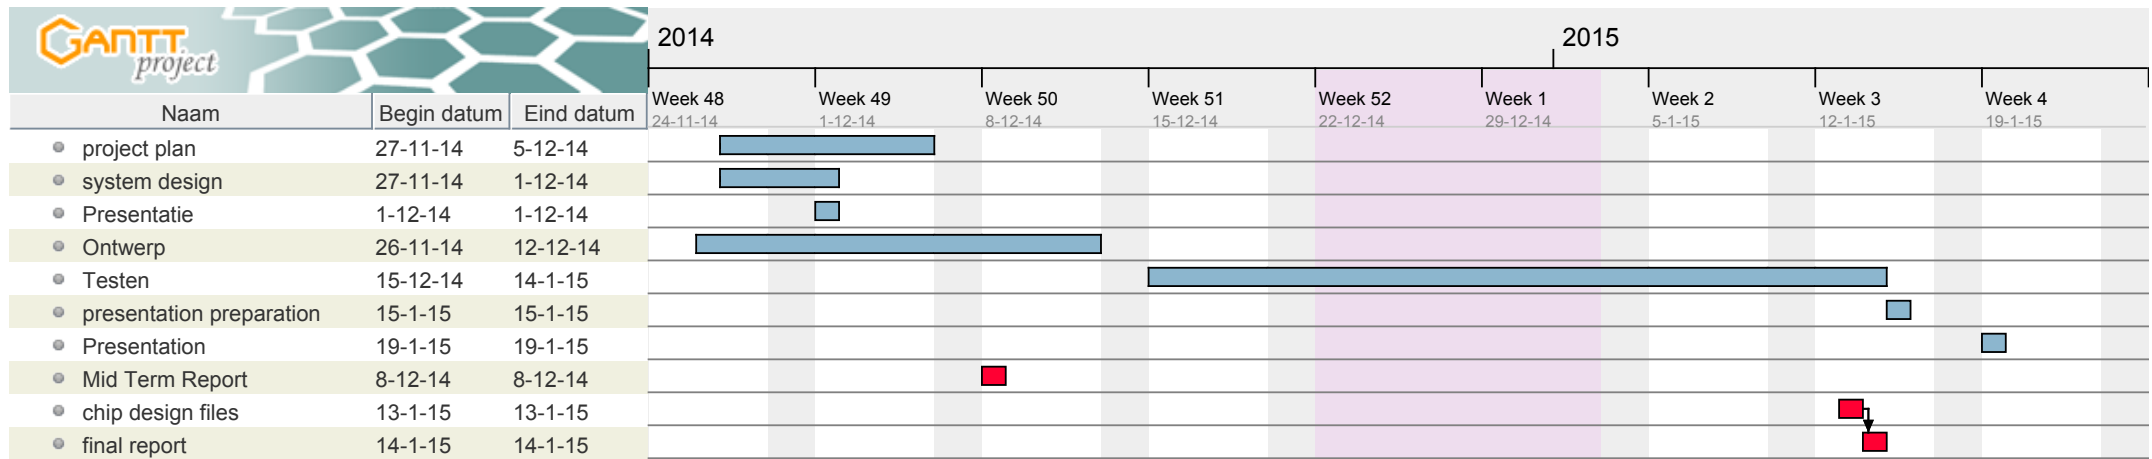 GANTT
project
2014 2015
Naam Begin datum Eind datum
Week 48 Week 49 Week 50 Week 51 Week 52 Week 1 Week 2 Week 3 Week 4
24-11-14 1-12-14 8-12-14 15-12-14 22-12-14 29-12-14 5-1-15 12-1-15 19-1-15
project plan 27-11-14 5-12-14
system design 27-11-14 1-12-14
Presentatie 1-12-14 1-12-14
Ontwerp 26-11-14 12-12-14
Testen 15-12-14 14-1-15
presentation preparation 15-1-15 15-1-15
Presentation 19-1-15 19-1-15
Mid Term Report 8-12-14 8-12-14
chip design files 13-1-15 13-1-15
final report 14-1-15 14-1-15